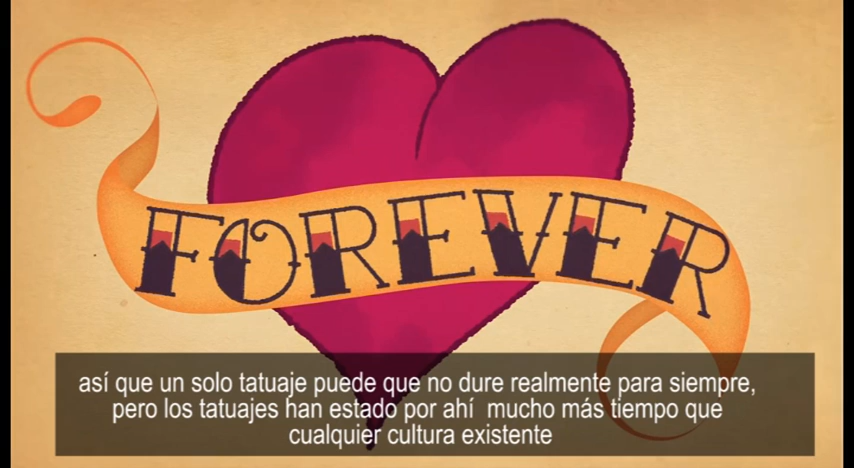 FOREVER
así que un solo tatuaje puede que no dure realmente para siempre,
pero los tatuajes han estado por ahí  mucho más tiempo que
cualquier cultura existente